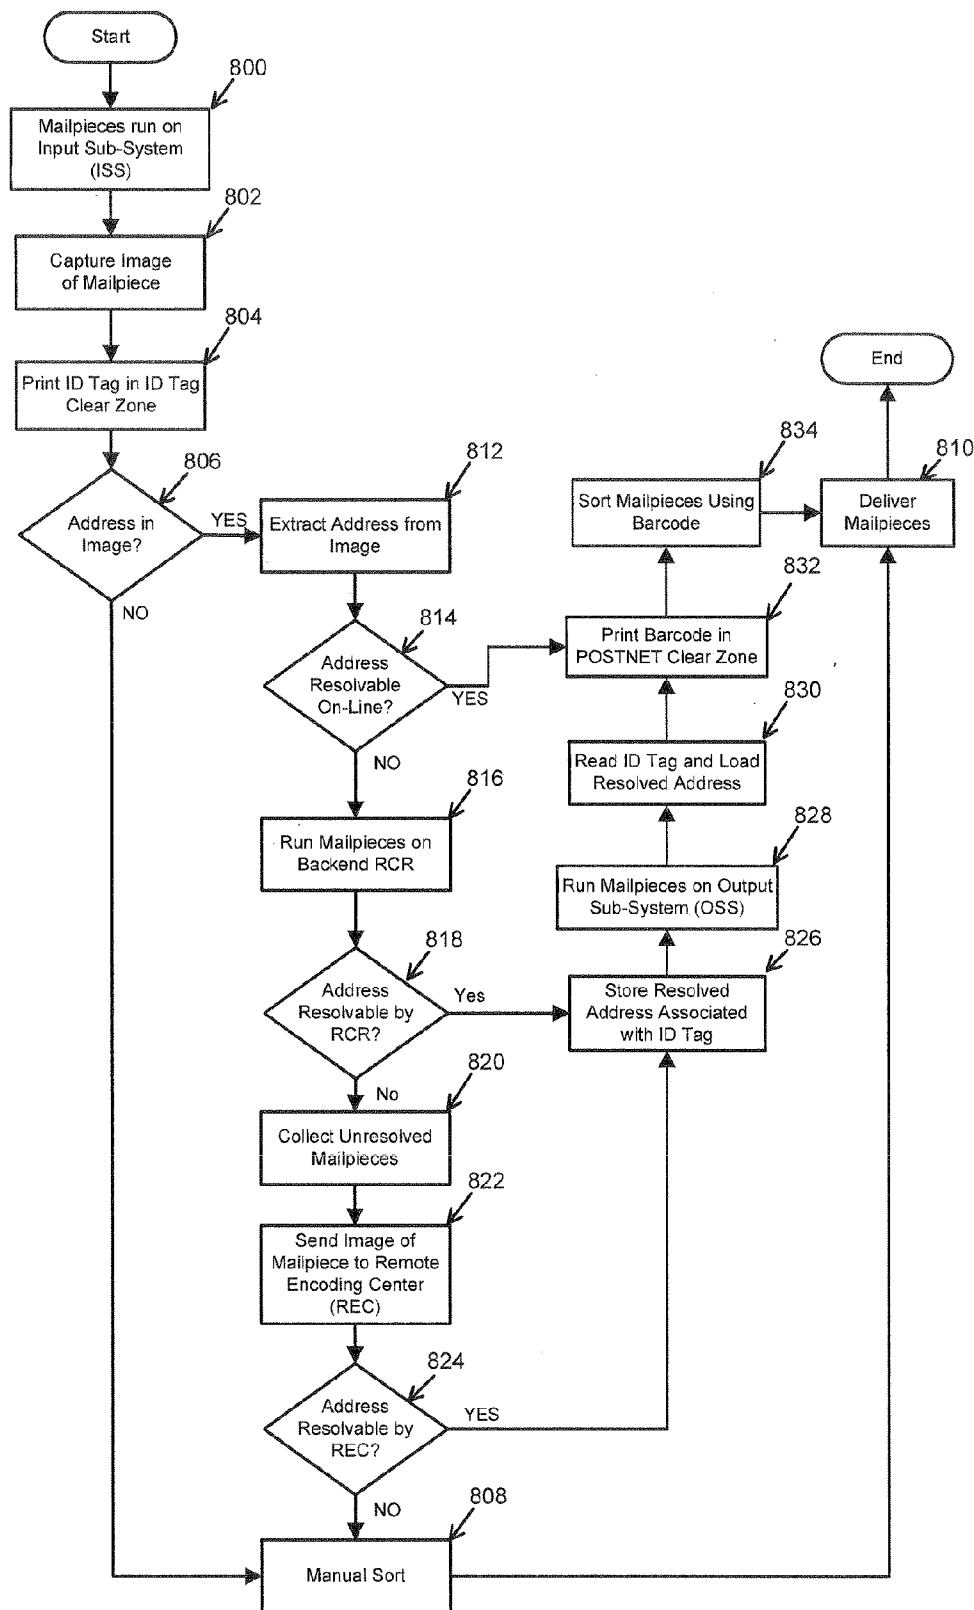 Start
800
Mailpieces run on
Input Sub-System
(ISS)
802
Capture Image
of Mailpiece
804
Print ID Tag in ID Tag
Clear Zone
806
Address in
Image?
YES
NO
812
Extract Address from
Image
814
Address
Resolvable
On-Line?
YES
NO
816
Run Mailpieces on
Backend RCR
818
Address
Resolvable by
RCR?
Yes
No
820
Collect Unresolved
Mailpieces
822
Send Image of
Mailpiece to Remote
Encoding Center
(REC)
824
Address
Resolvable by
REC?
YES
NO
808
Manual Sort
826
Store Resolved
Address Associated
with ID Tag
828
Run Mailpieces on Output
Sub-System (OSS)
830
Read ID Tag and Load
Resolved Address
832
Print Barcode in
POSTNET Clear Zone
834
Sort Mailpieces Using
Barcode
810
Deliver
Mailpieces
End